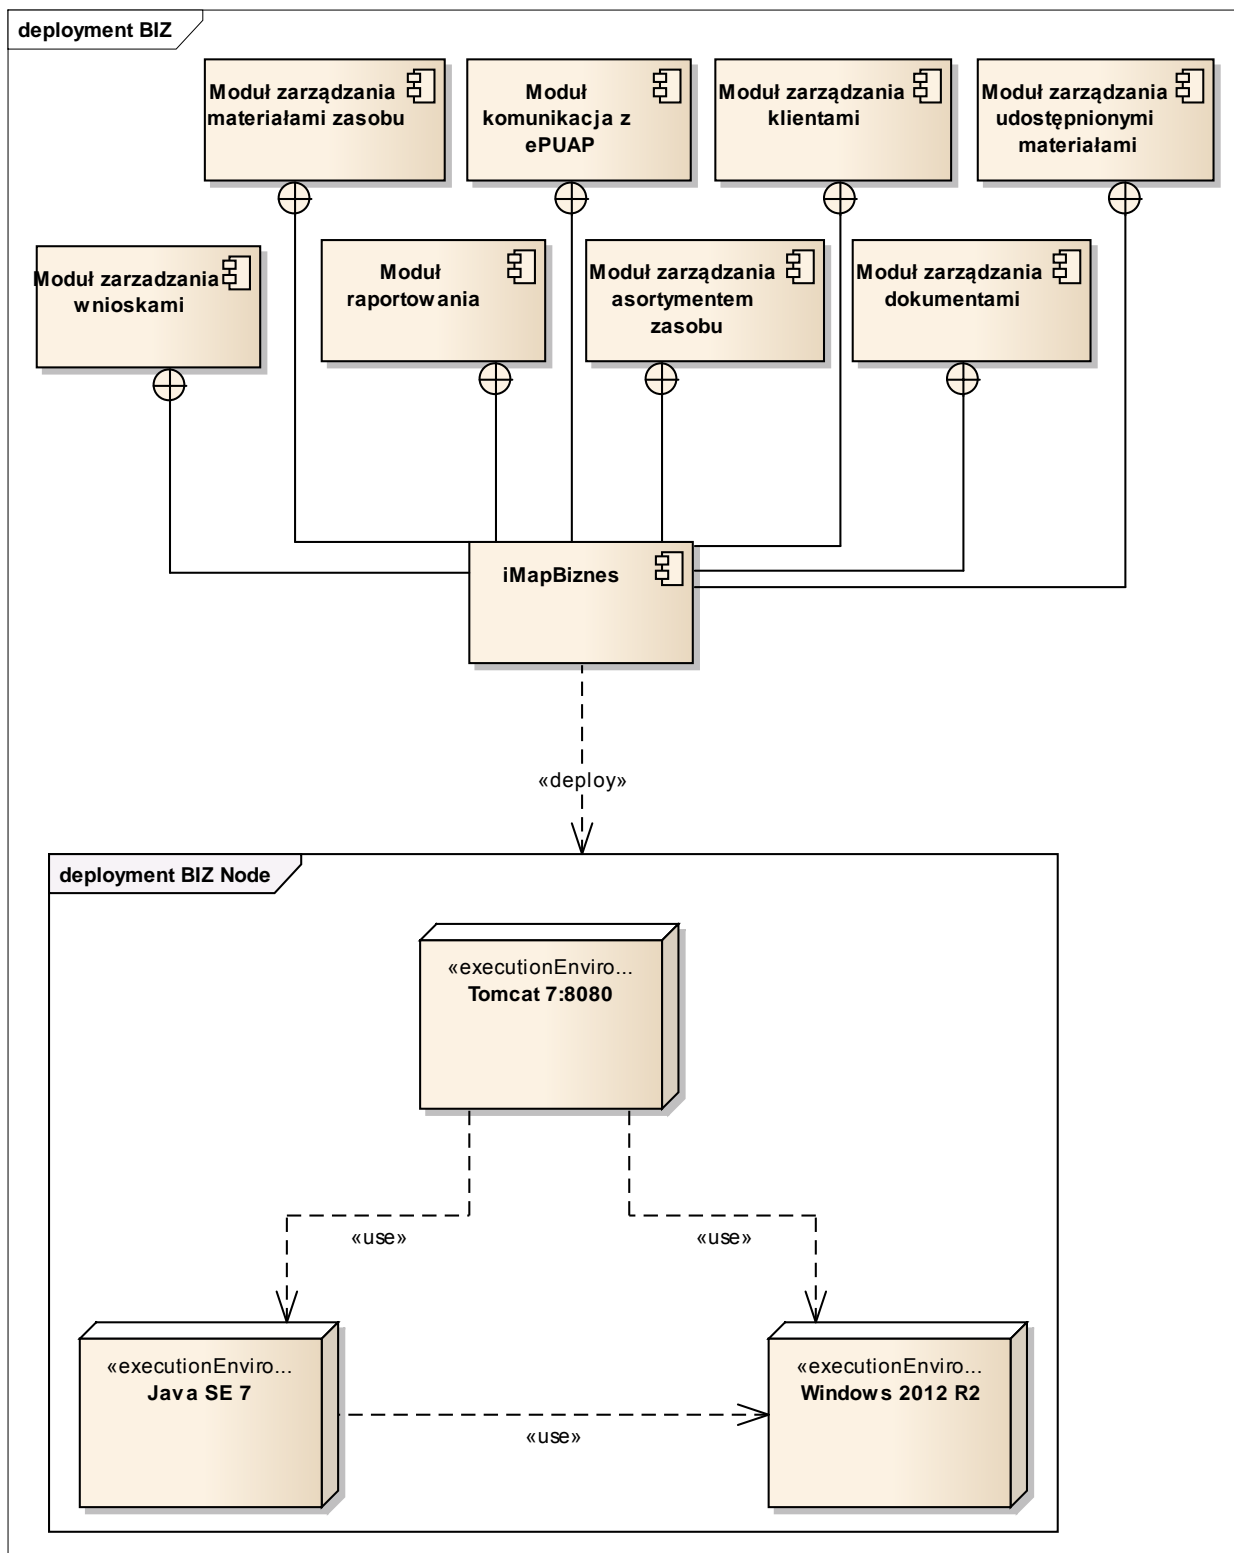 deployment BIZ
Moduł zarządzania
materiałami zasobu
Moduł
komunikacja z
ePUAP
Moduł zarządzania
klientami
Moduł zarządzania
udostępnionymi
materiałami
Moduł zarzadzania
wnioskami
Moduł
raportowania
Moduł zarządzania
asortymentem
zasobu
Moduł zarządzania
dokumentami
iMapBiznes
«deploy»
deployment BIZ Node
«executionEnviro...
Tomcat 7:8080
«use»
«use»
«executionEnviro...
Java SE 7
«executionEnviro...
Windows 2012 R2
«use»